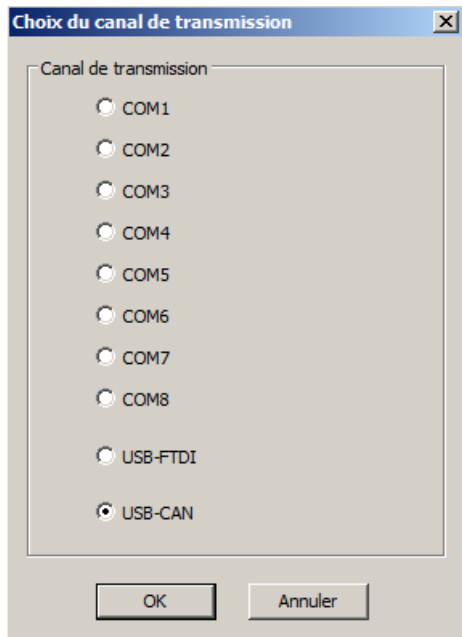 Choix du canal de transmission
Canal de transmission
COM1
COM2
COM3
COM4
COM5
COM6
COM7
COM8
USB-FTDI
USB-CAN
OK Annuler